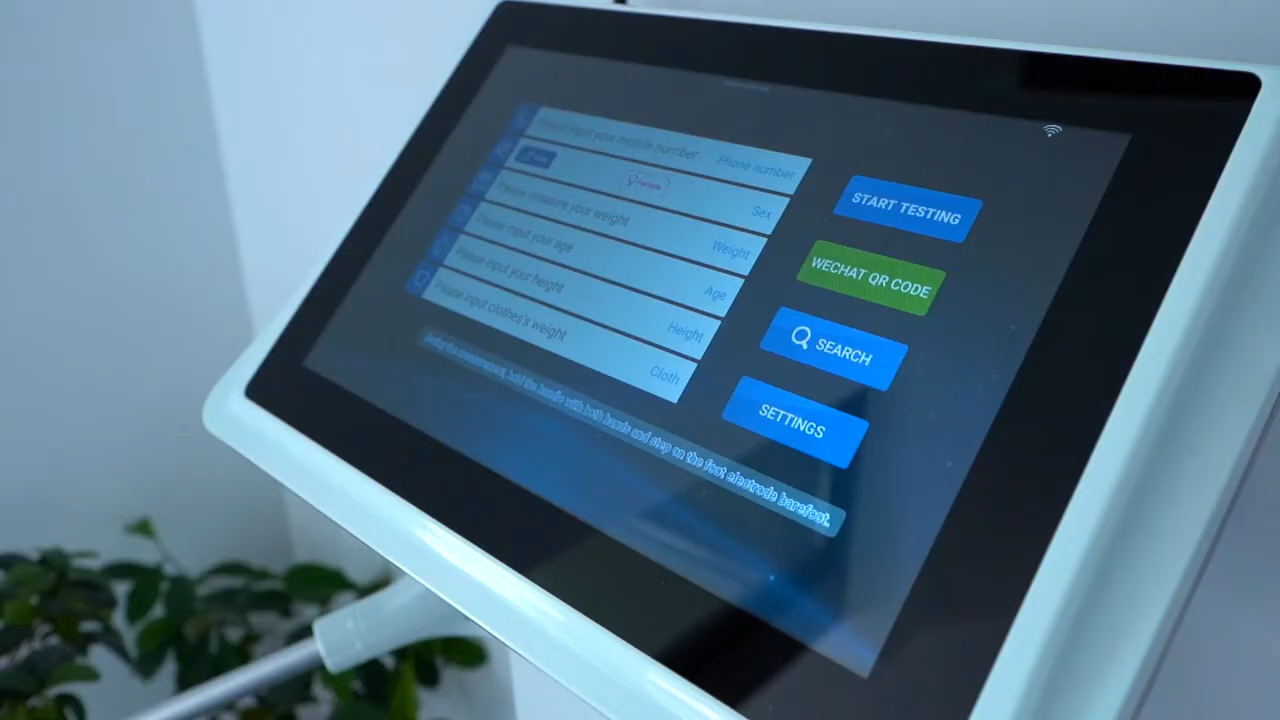 Please input your mobile number Phone number
Female Sex
Please measure your weight Weight
Please input your age Age
Please input your height Height
Please input clothes's weight Cloth
START TESTING
WECHAT QR CODE
SEARCH
SETTINGS
hold the handle with both hands and step on the foot electrode barefoot.